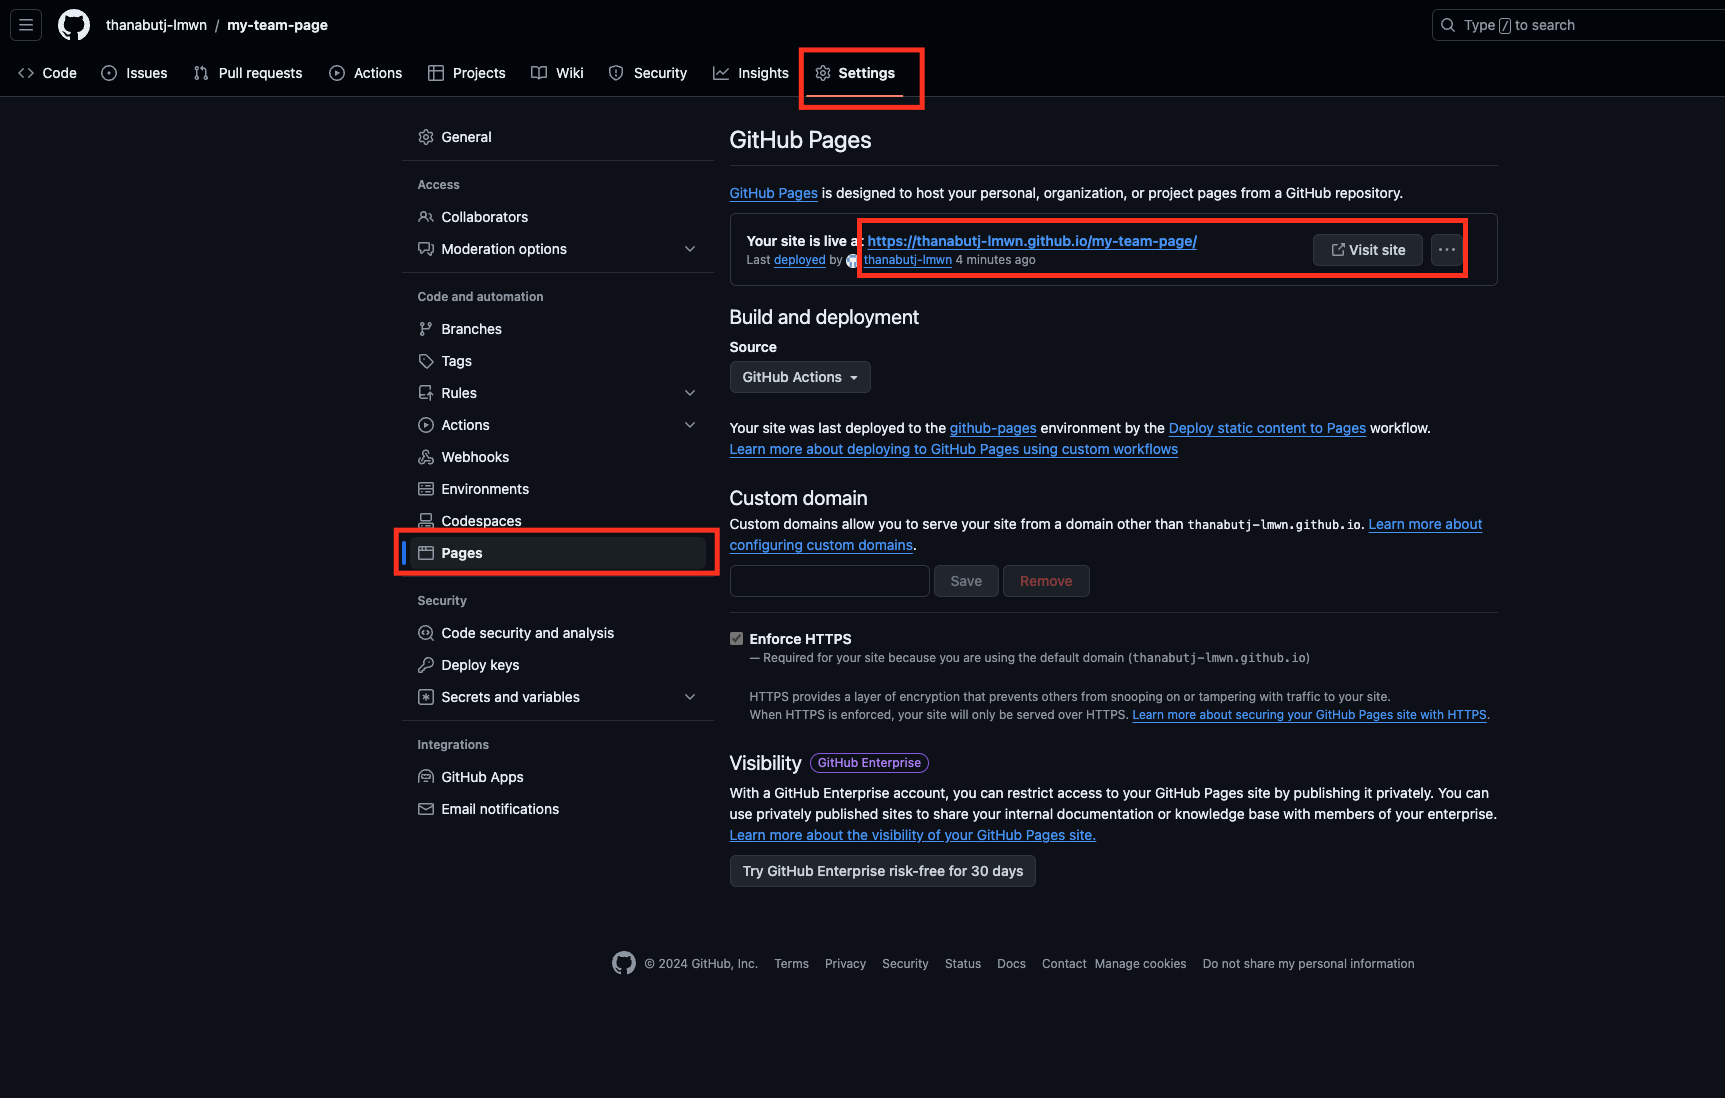 thanabutj-lmwn / my-team-page
Type / to search
Code Issues Pull requests Actions Projects Wiki Security Insights Settings
General
Access
Collaborators
Moderation options
Code and automation
Branches
Tags
Rules
Actions
Webhooks
Environments
Codespaces
Pages
Security
Code security and analysis
Deploy keys
Secrets and variables
Integrations
GitHub Apps
Email notifications
GitHub Pages
GitHub Pages is designed to host your personal, organization, or project pages from a GitHub repository.
Your site is live at https://thanabutj-lmwn.github.io/my-team-page/
Last deployed by thanabutj-lmwn 4 minutes ago
Visit site
Build and deployment
Source
GitHub Actions
Your site was last deployed to the github-pages environment by the Deploy static content to Pages workflow.
Learn more about deploying to GitHub Pages using custom workflows
Custom domain
Custom domains allow you to serve your site from a domain other than thanabutj-lmwn.github.io. Learn more about
configuring custom domains.
Save Remove
Enforce HTTPS
— Required for your site because you are using the default domain (thanabutj-lmwn.github.io)
HTTPS provides a layer of encryption that prevents others from snooping on or tampering with traffic to your site.
When HTTPS is enforced, your site will only be served over HTTPS. Learn more about securing your GitHub Pages site with HTTPS.
Visibility GitHub Enterprise
With a GitHub Enterprise account, you can restrict access to your GitHub Pages site by publishing it privately. You can
use privately published sites to share your internal documentation or knowledge base with members of your enterprise.
Learn more about the visibility of your GitHub Pages site.
Try GitHub Enterprise risk-free for 30 days
© 2024 GitHub, Inc. Terms Privacy Security Status Docs Contact Manage cookies Do not share my personal information